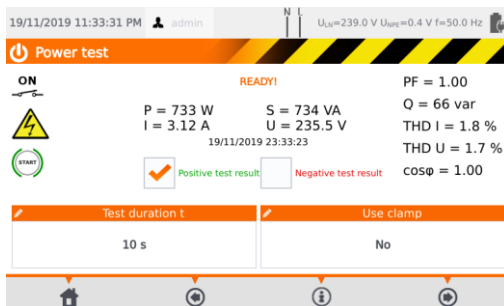 19/11/2019 11:33:31 PM admin N L U_LN=239.0 V U_NPE=0.4 V f=50.0 Hz
Power test
ON
READY!
PF = 1.00
P = 733 W S = 734 VA
Q = 66 var
I = 3.12 A U = 235.5 V
THD I = 1.8 %
19/11/2019 23:33:23
THD U = 1.7 %
START
Positive test result Negative test result
cosφ = 1.00
Test duration t Use clamp
10 s No